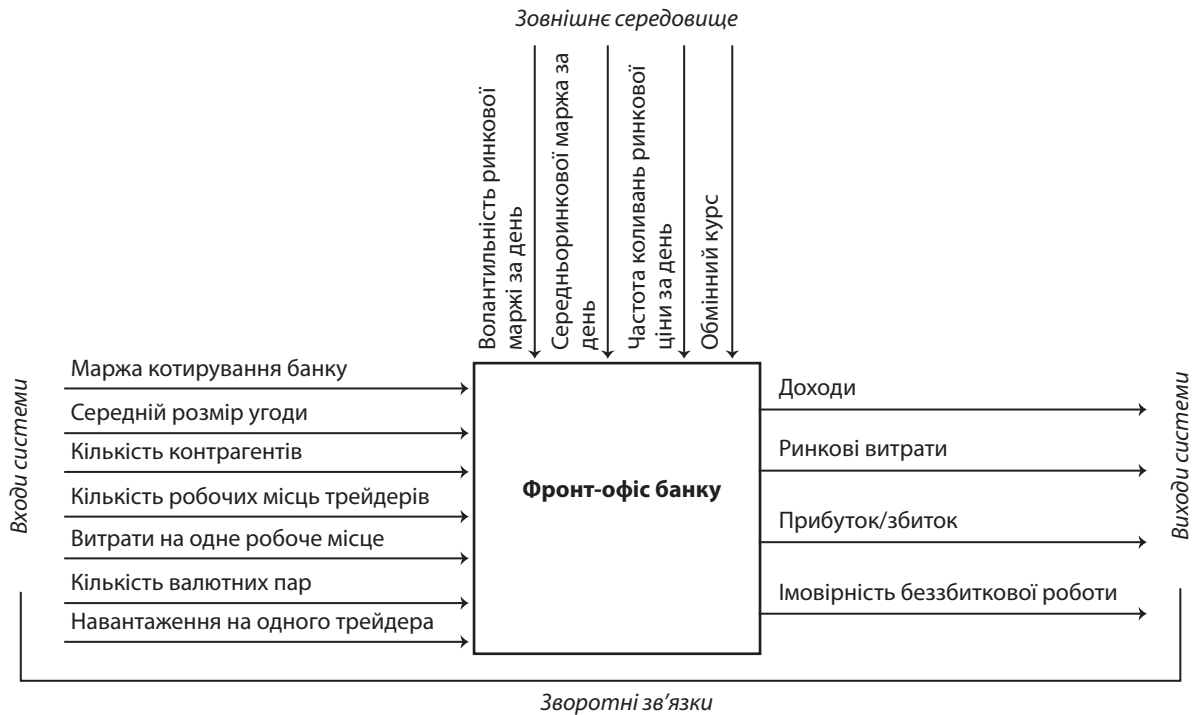 Зовнішнє середовище
Волантильність ринкової
маржі за день
Середньоринкової маржа за
день
Частота коливань ринкової
ціни за день
Обмінний курс
Входи системи
Маржа котирування банку
Середній розмір угоди
Кількість контрагентів
Кількість робочих місць трейдерів
Витрати на одне робоче місце
Кількість валютних пар
Навантаження на одного трейдера
Фронт-офіс банку
Доходи
Ринкові витрати
Прибуток/збиток
Імовірність беззбиткової роботи
Виходи системи
Зворотні зв'язки